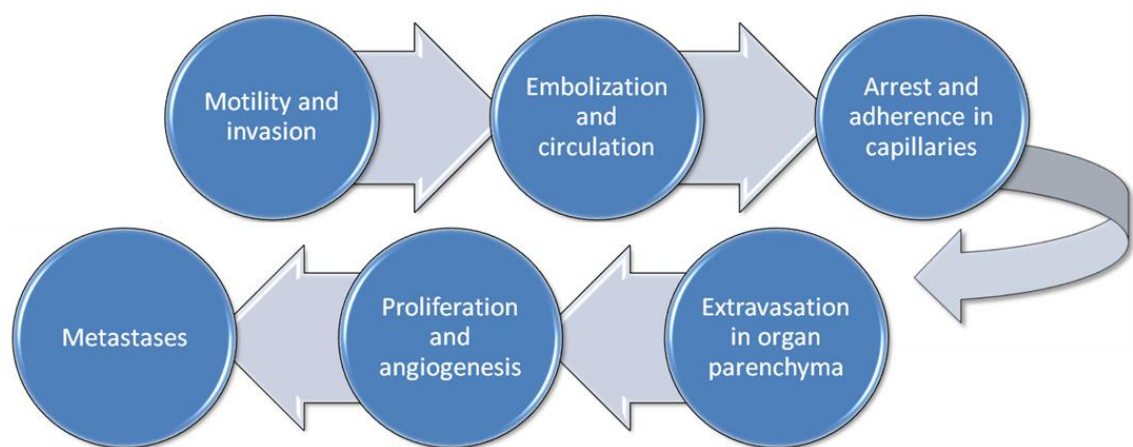 Motility and
invasion
Embolization
and
circulation
Arrest and
adherence in
capillaries
Extravasation
in organ
parenchyma
Proliferation
and
angiogenesis
Metastases